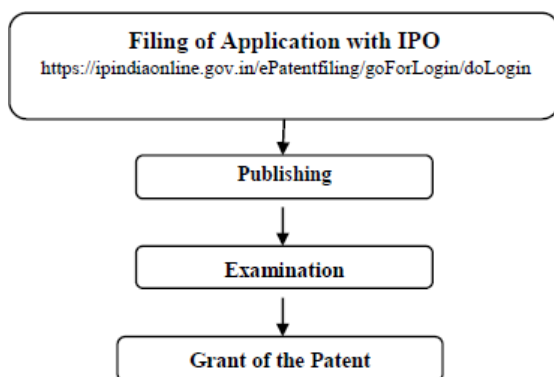 Filing of Application with IPO
https://ipindiaonline.gov.in/ePatentfiling/goForLogin/doLogin
Publishing
Examination
Grant of the Patent